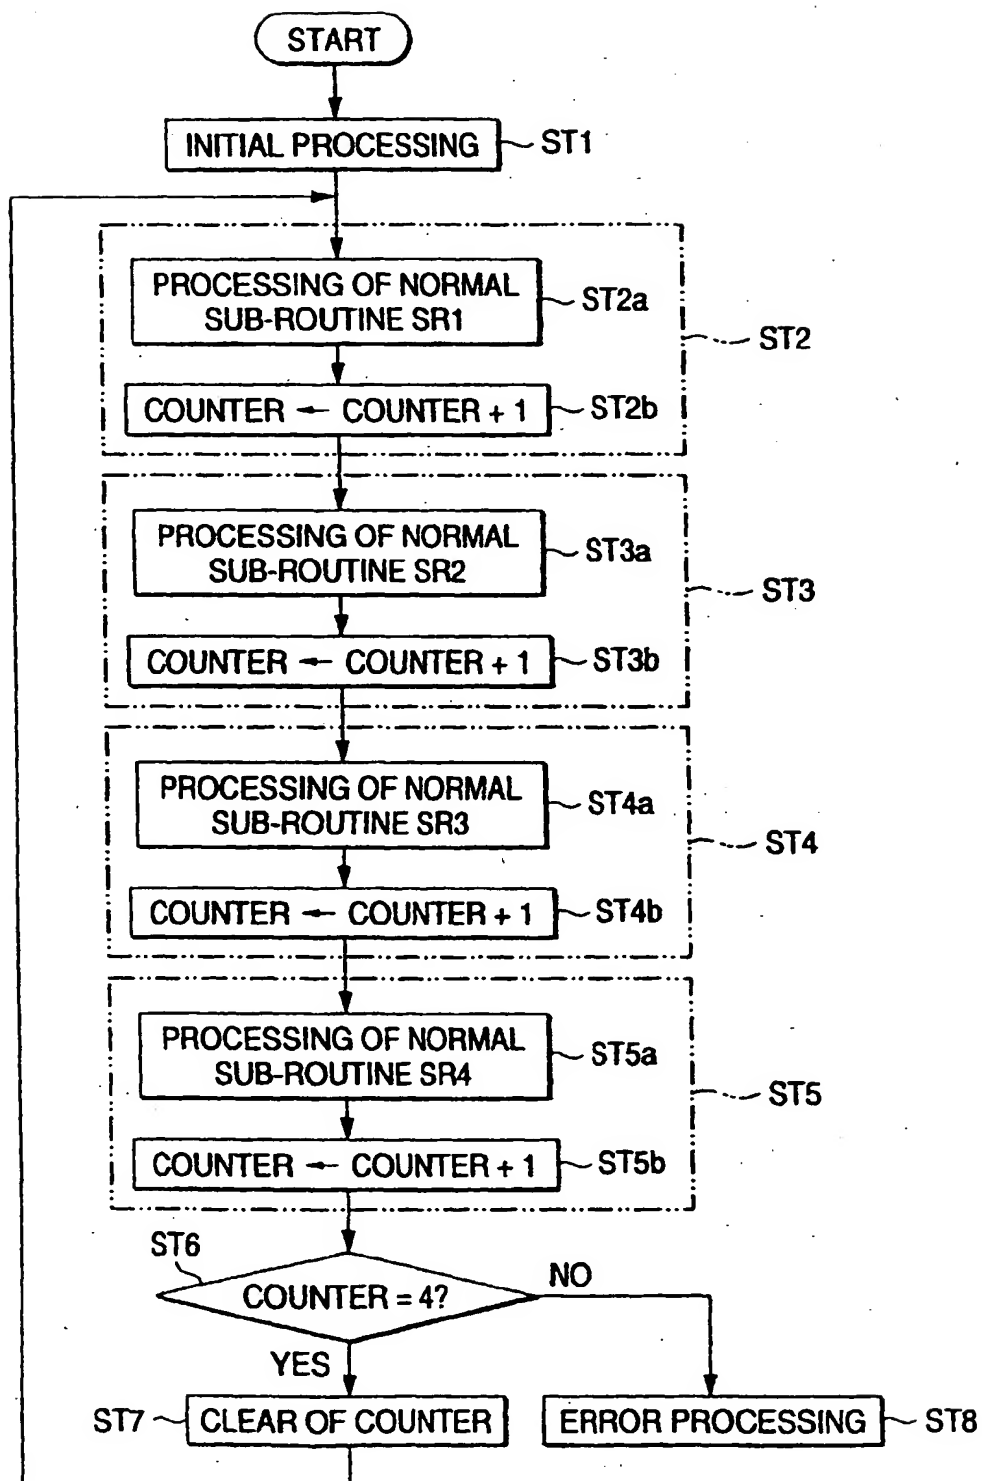 START
INITIAL PROCESSING
ST1
PROCESSING OF NORMAL
SUB-ROUTINE SR1
ST2a
ST2
COUNTER ← COUNTER + 1
ST2b
PROCESSING OF NORMAL
SUB-ROUTINE SR2
ST3a
ST3
COUNTER ← COUNTER + 1
ST3b
PROCESSING OF NORMAL
SUB-ROUTINE SR3
ST4a
ST4
COUNTER ← COUNTER + 1
ST4b
PROCESSING OF NORMAL
SUB-ROUTINE SR4
ST5a
ST5
COUNTER ← COUNTER + 1
ST5b
ST6
COUNTER = 4?
NO
YES
ST7
CLEAR OF COUNTER
ERROR PROCESSING
ST8